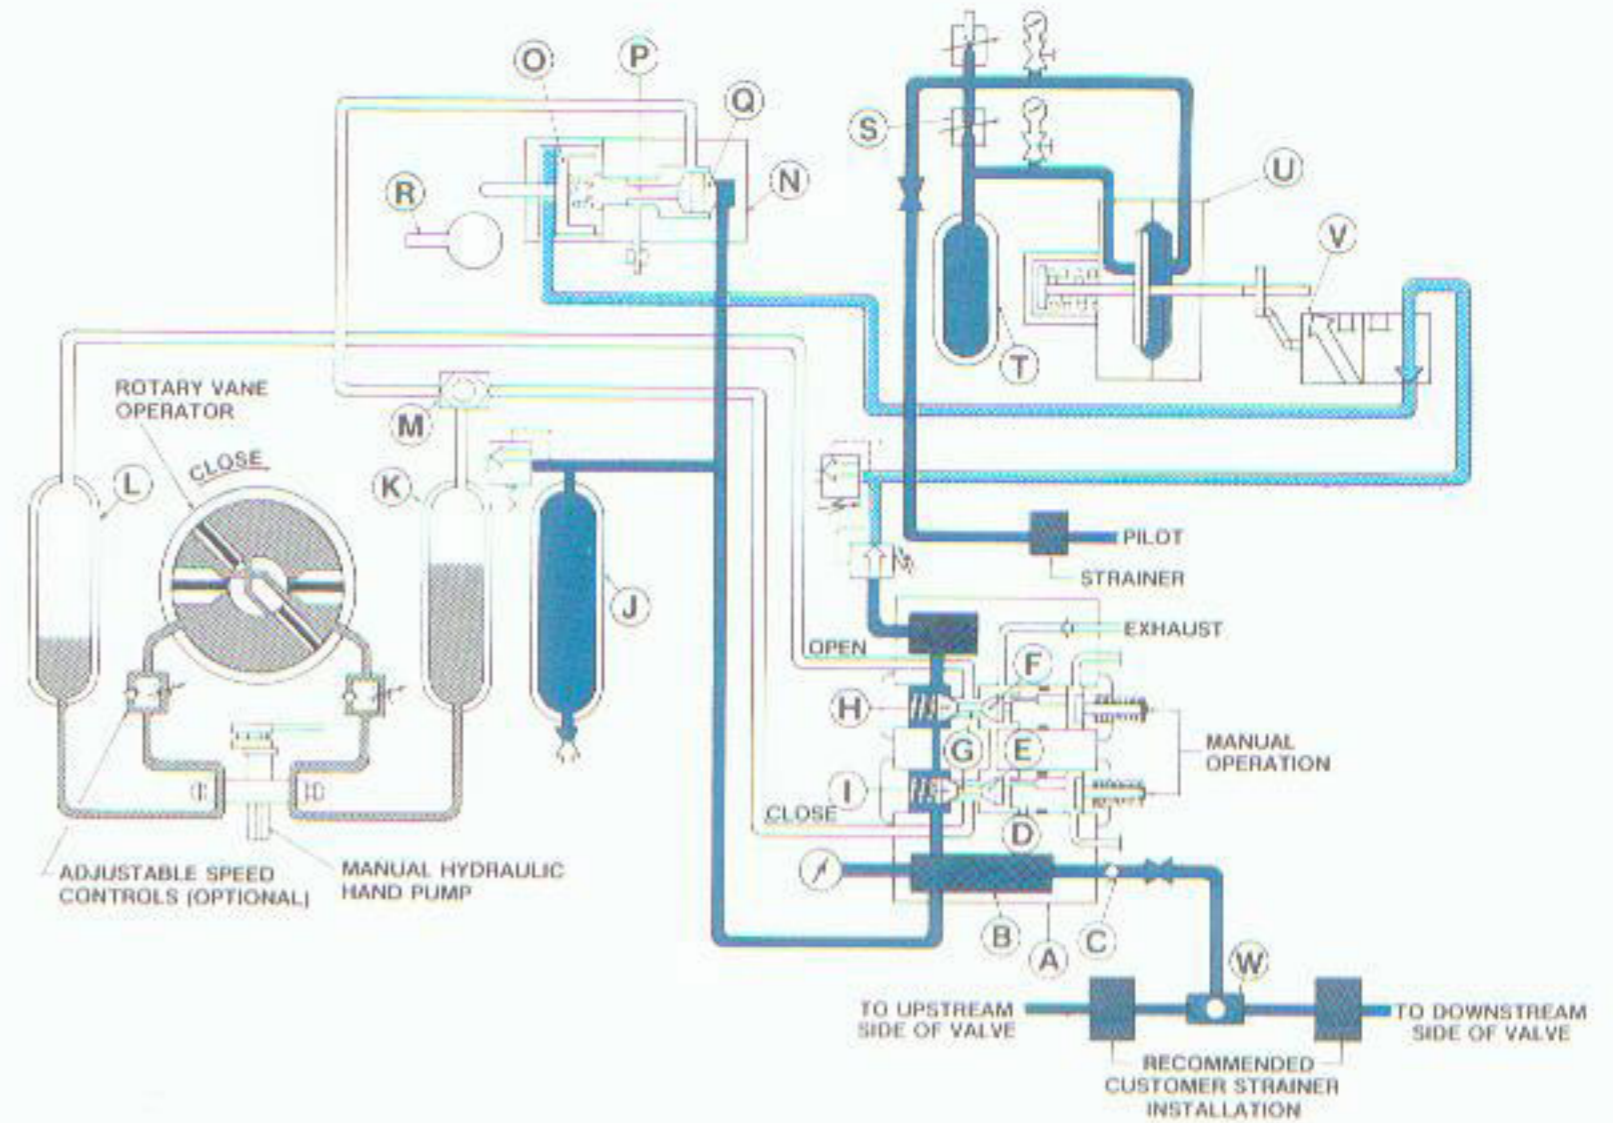 O
P
Q
S
N
U
R
V
T
ROTARY VANE
OPERATOR
M
CLOSE
L
K
PILOT
STRAINER
J
EXHAUST
OPEN
F
H
G
E
MANUAL
OPERATION
I
CLOSE
D
ADJUSTABLE SPEED
CONTROLS (OPTIONAL)
MANUAL HYDRAULIC
HAND PUMP
B
A
C
W
TO UPSTREAM
SIDE OF VALVE
TO DOWNSTREAM
SIDE OF VALVE
RECOMMENDED
CUSTOMER STRAINER
INSTALLATION